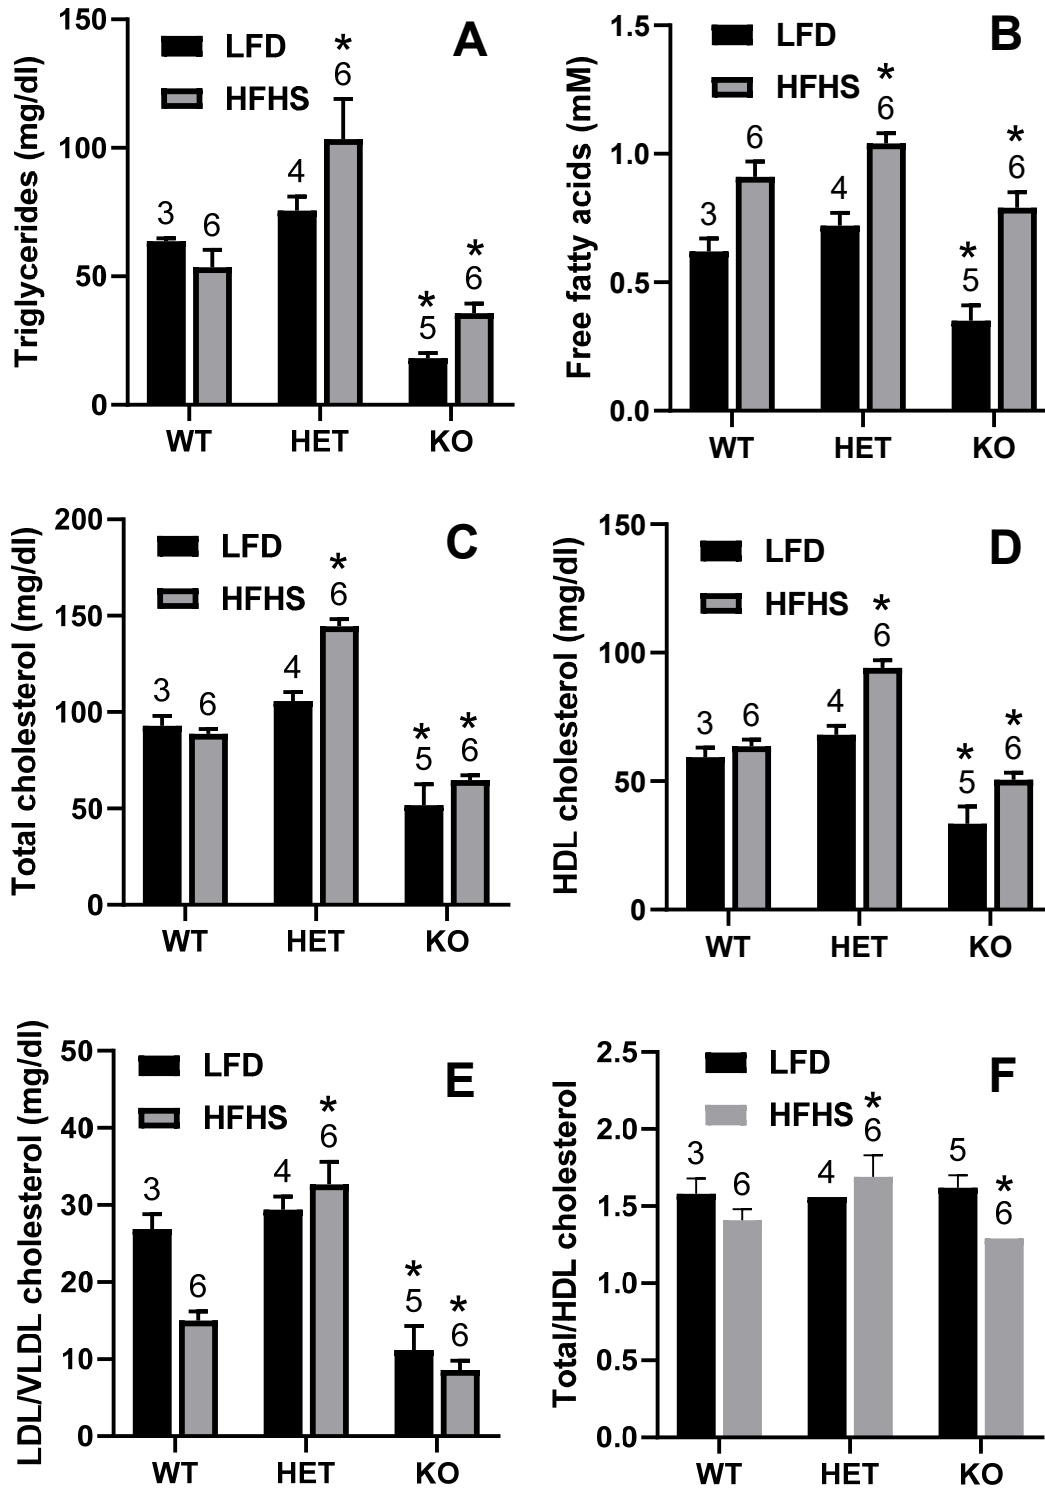 A
Triglycerides (mg/dl)
150
100
50
0
LFD
HFHS
3
6
4
*
6
*
5
*
6
WT
HET
KO
B
Free fatty acids (mM)
1.5
1.0
0.5
0.0
LFD
HFHS
3
6
4
*
6
*
5
*
6
WT
HET
KO
C
Total cholesterol (mg/dl)
200
150
100
50
0
LFD
HFHS
3
6
4
*
6
*
5
*
6
WT
HET
KO
D
HDL cholesterol (mg/dl)
150
100
50
0
LFD
HFHS
3
6
4
*
6
*
5
*
6
WT
HET
KO
E
LDL/VLDL cholesterol (mg/dl)
50
40
30
20
10
0
LFD
HFHS
3
6
4
*
6
*
5
*
6
WT
HET
KO
F
Total/HDL cholesterol
2.5
2.0
1.5
1.0
0.5
0.0
LFD
HFHS
3
6
4
*
6
5
*
6
WT
HET
KO